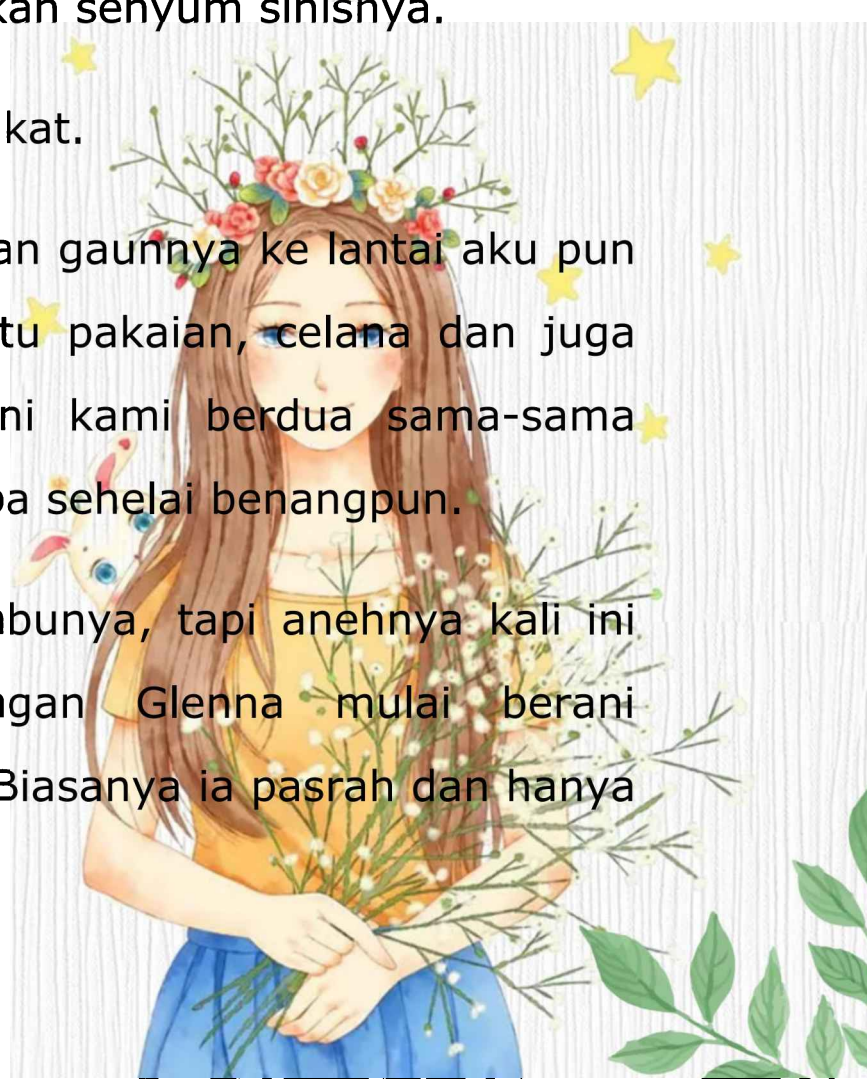 kan senyum sinisnya.
kat.
an gaunnya ke lantai aku pun
tu pakaian, celana dan juga
ni kami berdua sama-sama
a sehelai benangpun.
bunya, tapi anehnya kali ini
gan Glenna mulai berani
Biasanya ia pasrah dan hanya